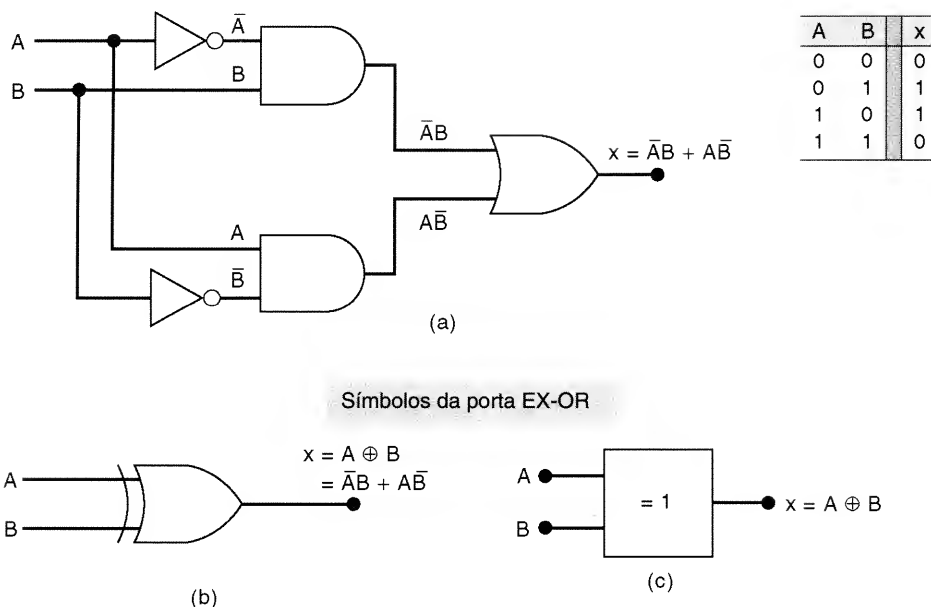 A
B
Ā
B
ĀB
A
B̄
AB̄
x = ĀB + AB̄
A B x
0 0 0
0 1 1
1 0 1
1 1 0
(a)
Símbolos da porta EX-OR
A
B
x = A ⊕ B
= ĀB + AB̄
(b)
A
B
= 1
x = A ⊕ B
(c)